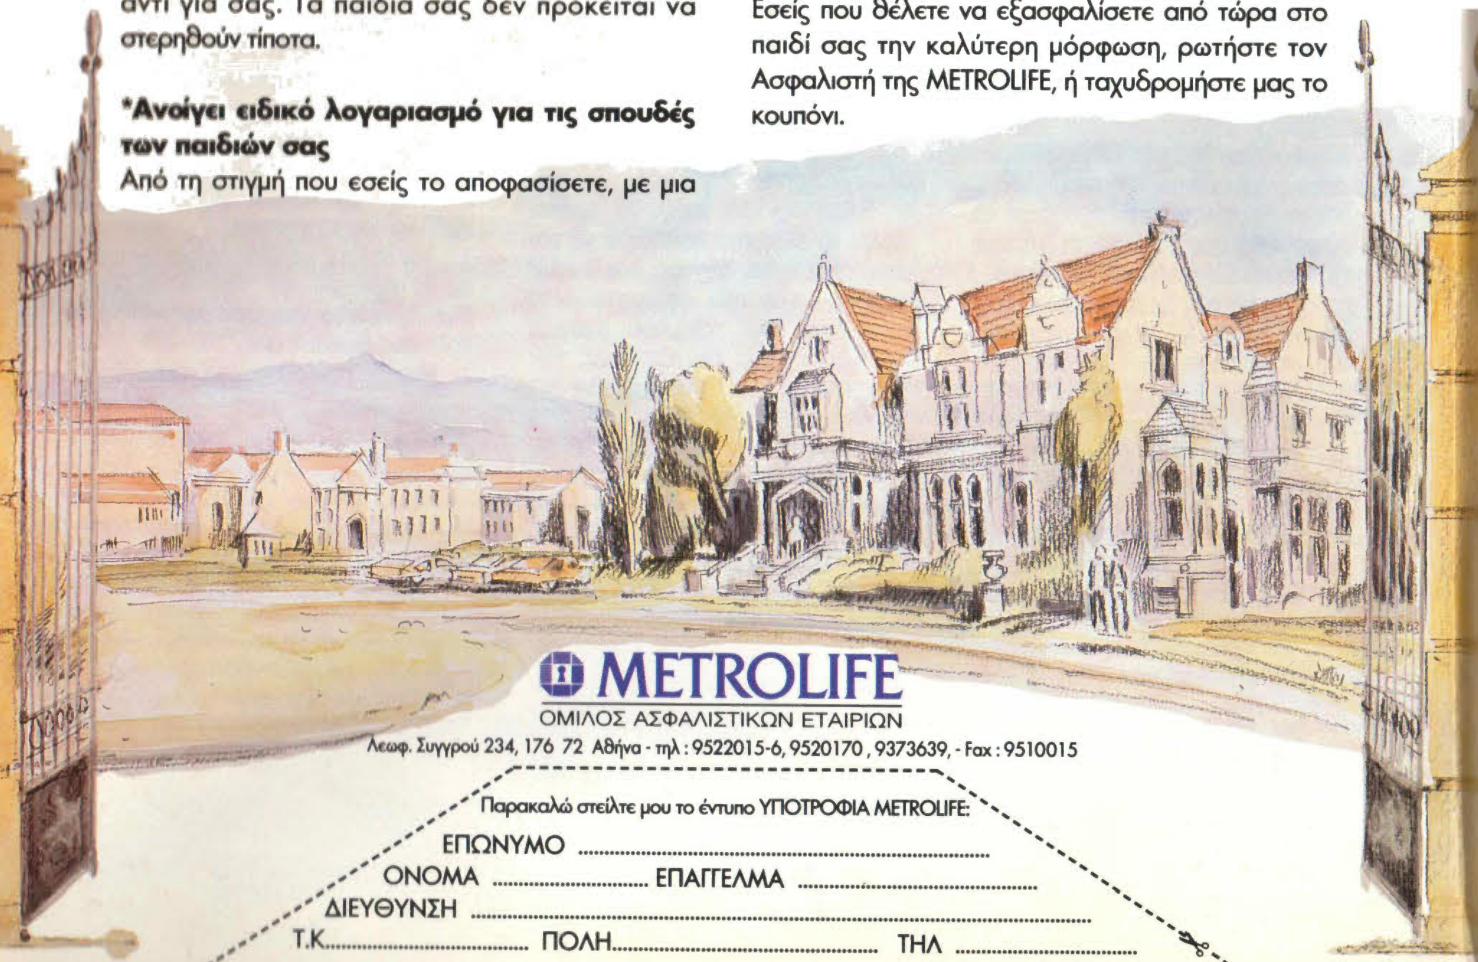 αντί για σας. Τα παιδιά σας δεν πρόκειται να
στερηθούν τίποτα.
*Ανοίγει ειδικό λογαριασμό για τις σπουδές
των παιδιών σας
Από τη στιγμή που εσείς το αποφασίσετε, με μια
Εσείς που θέλετε να εξασφαλίσετε από τώρα στο
παιδί σας την καλύτερη μόρφωση, ρωτήστε τον
Ασφαλιστή της METROLIFE, ή ταχυδρομήστε μας το
κουπόνι.
METROLIFE
ΟΜΙΛΟΣ ΑΣΦΑΛΙΣΤΙΚΩΝ ΕΤΑΙΡΙΩΝ
Λεωφ. Συγγρού 234, 176 72 Αθήνα - τηλ : 9522015-6, 9520170 , 9373639, - Fax : 9510015
Παρακαλώ στείλτε μου το έντυπο ΥΠΟΤΡΟΦΙΑ METROLIFE:
ΕΠΩΝΥΜΟ
ΟΝΟΜΑ ΕΠΑΓΓΕΛΜΑ
ΔΙΕΥΘΥΝΣΗ
Τ.Κ. ΠΟΛΗ ΤΗΛ